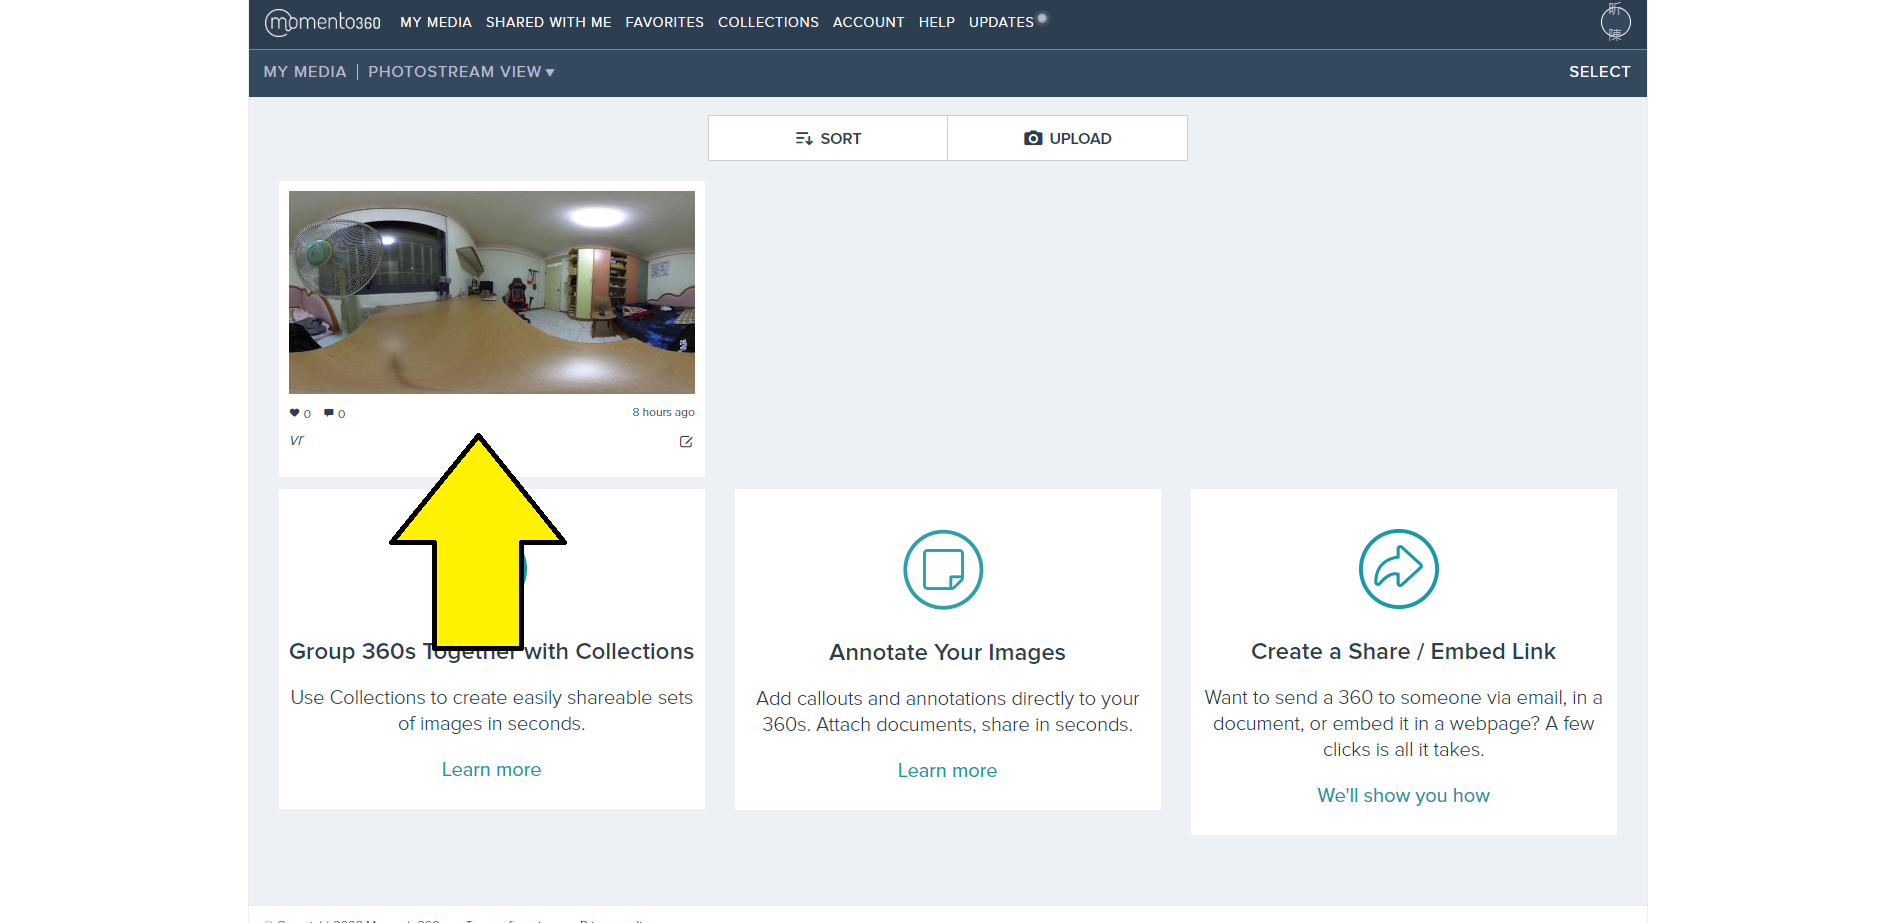 momento360 MY MEDIA SHARED WITH ME FAVORITES COLLECTIONS ACCOUNT HELP UPDATES 昕
陳
MY MEDIA | PHOTOSTREAM VIEW ▾ SELECT
SORT UPLOAD
0 0 8 hours ago
vr
Group 360s Together with Collections
Use Collections to create easily shareable sets
of images in seconds.
Learn more
Annotate Your Images
Add callouts and annotations directly to your
360s. Attach documents, share in seconds.
Learn more
Create a Share / Embed Link
Want to send a 360 to someone via email, in a
document, or embed it in a webpage? A few
clicks is all it takes.
We'll show you how